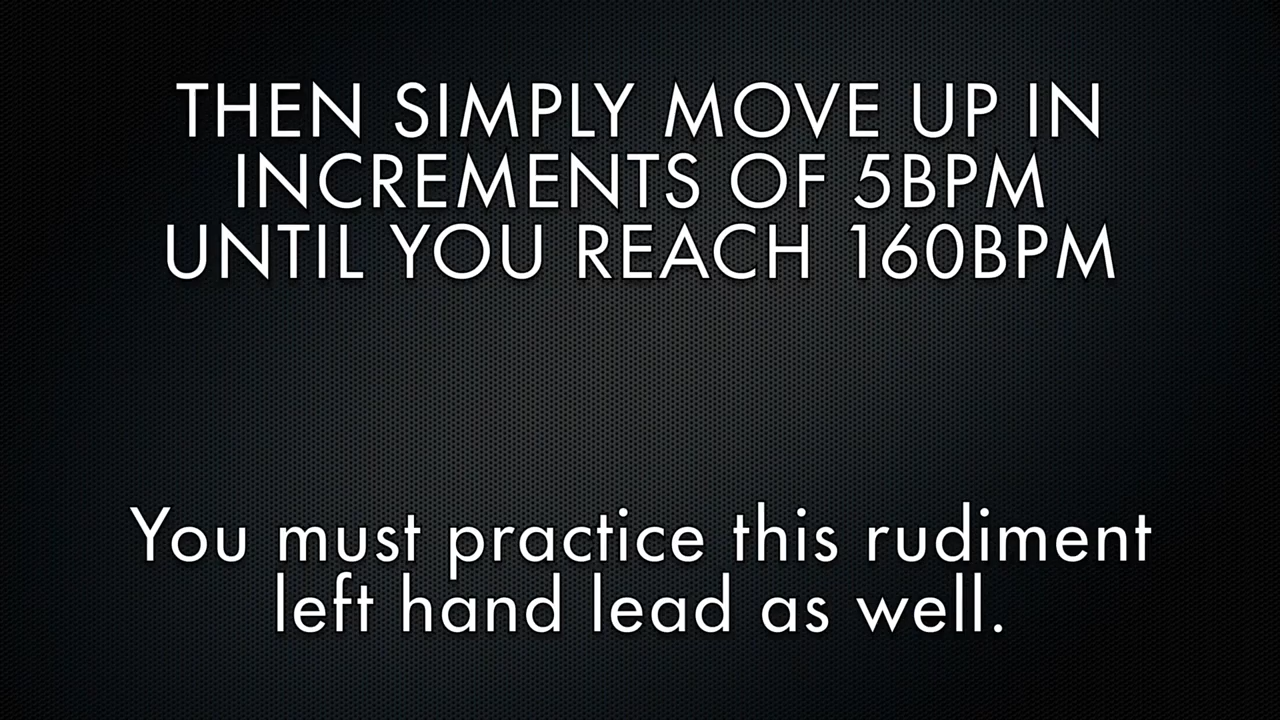 THEN SIMPLY MOVE UP IN
INCREMENTS OF 5BPM
UNTIL YOU REACH 160BPM
You must practice this rudiment
left hand lead as well.